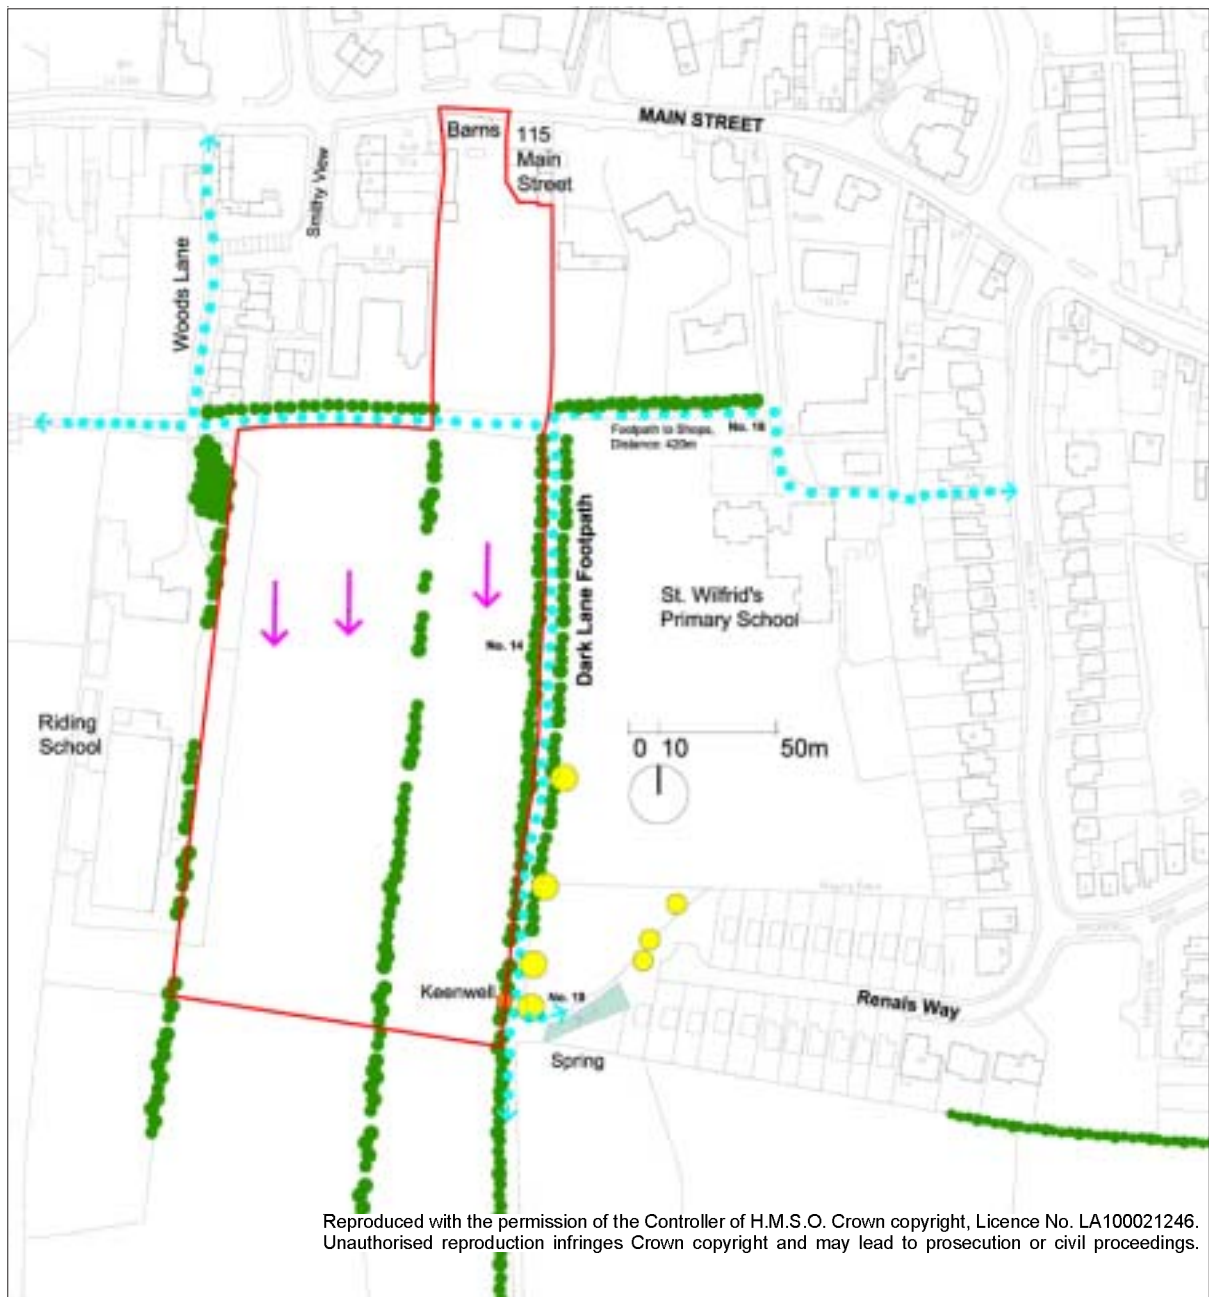 MAIN STREET
Barns
115
Main
Street
Smithy View
Woods Lane
Footpath to Shops,
Distance: 420m
No. 18
Dark Lane Footpath
St. Wilfrid's
Primary School
No. 14
Riding
School
0 10 50m
Keenwell
No. 18
Renals Way
Spring
Reproduced with the permission of the Controller of H.M.S.O. Crown copyright, Licence No. LA100021246.
Unauthorised reproduction infringes Crown copyright and may lead to prosecution or civil proceedings.